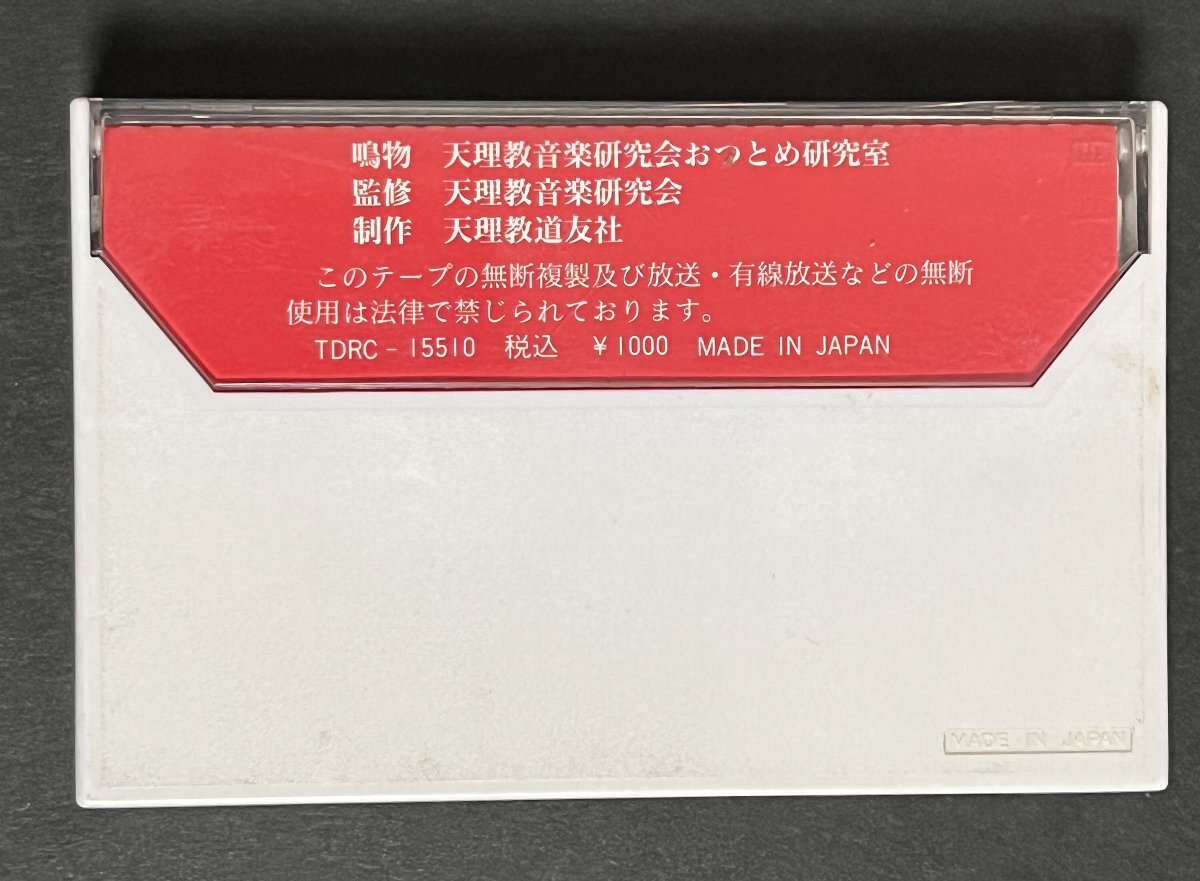 鳴物 天理教音楽研究会おつとめ研究室
監修 天理教音楽研究会
制作 天理教道友社
このテープの無断複製及び放送・有線放送などの無断
使用は法律で禁じられております。
TDRC-15510 税込 ¥1000 MADE IN JAPAN
MADE IN JAPAN